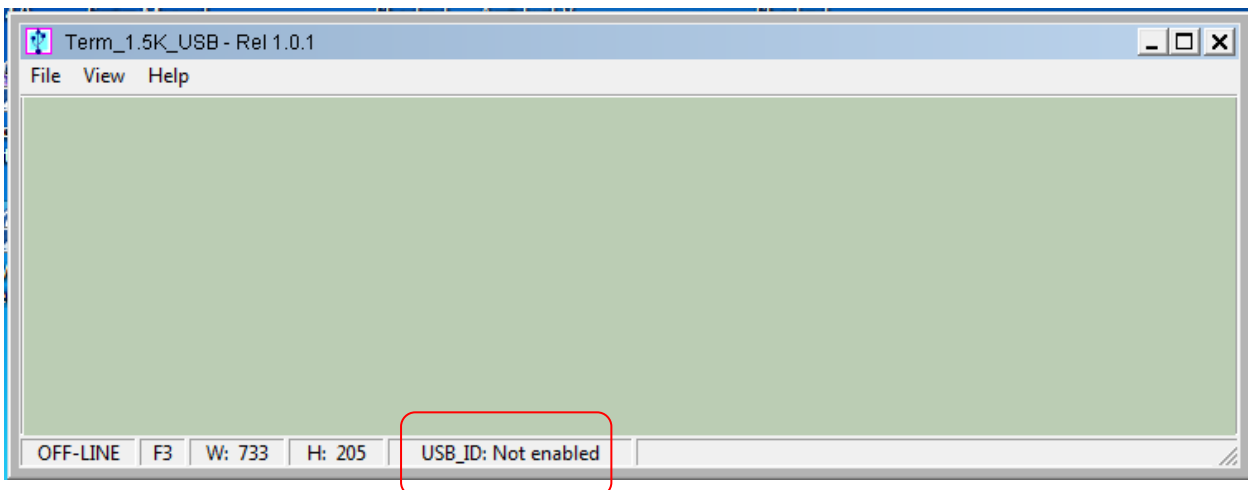 Term_1.5K_USB - Rel 1.0.1
File View Help
OFF-LINE F3 W: 733 H: 205 USB_ID: Not enabled